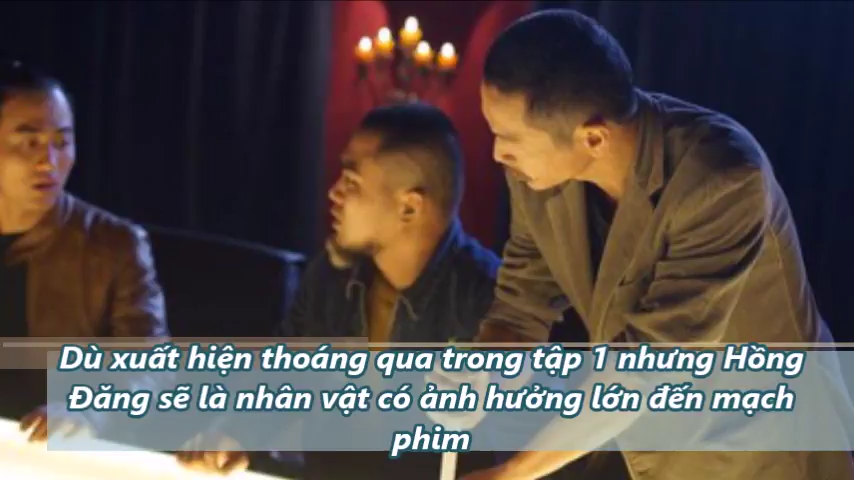 Dù xuất hiện thoáng qua trong tập 1 nhưng Hồng
Đăng sẽ là nhân vật có ảnh hưởng lớn đến mạch
phim